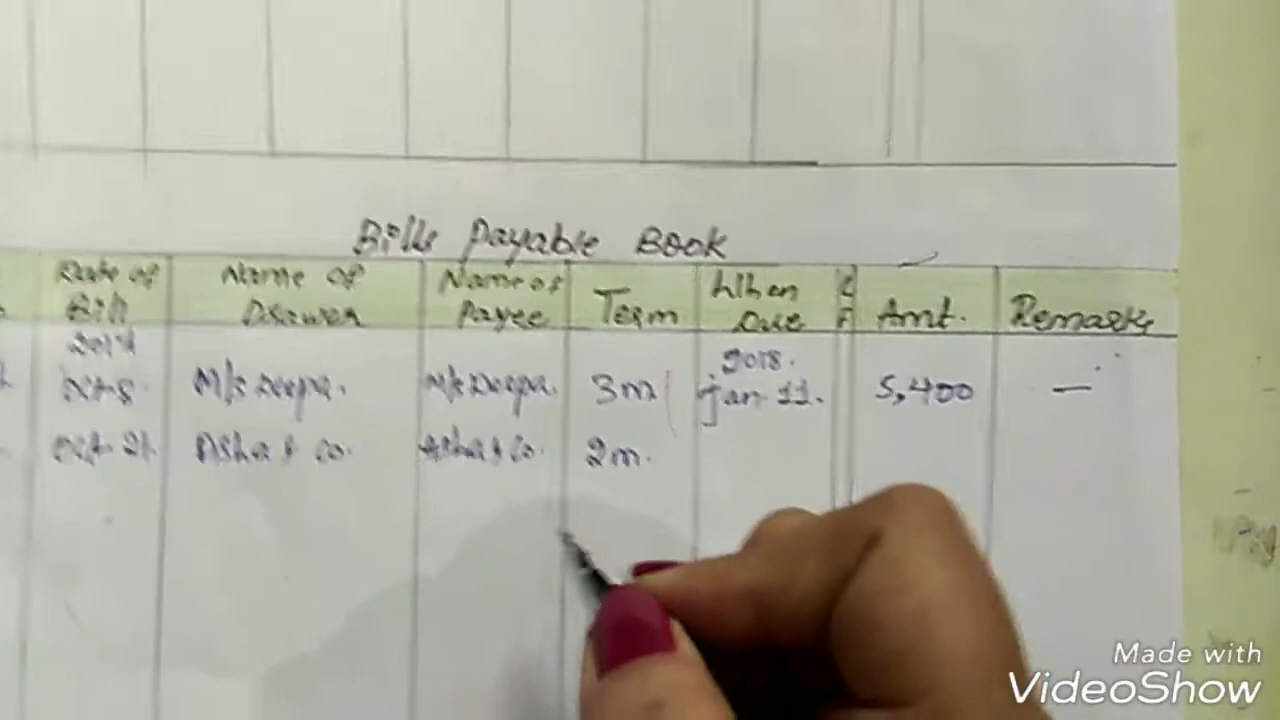 Bills Payable Book
Date of Bill Name of Drawer Name of Payee Term When Due L F Amt. Remarks
2017 2018.
Oct-8 M/s Deepa. M/s Deepa. 3m Jan-11. 5,400 —
Oct-21 Asha & Co. Asha & Co. 2m.
Made with
VideoShow